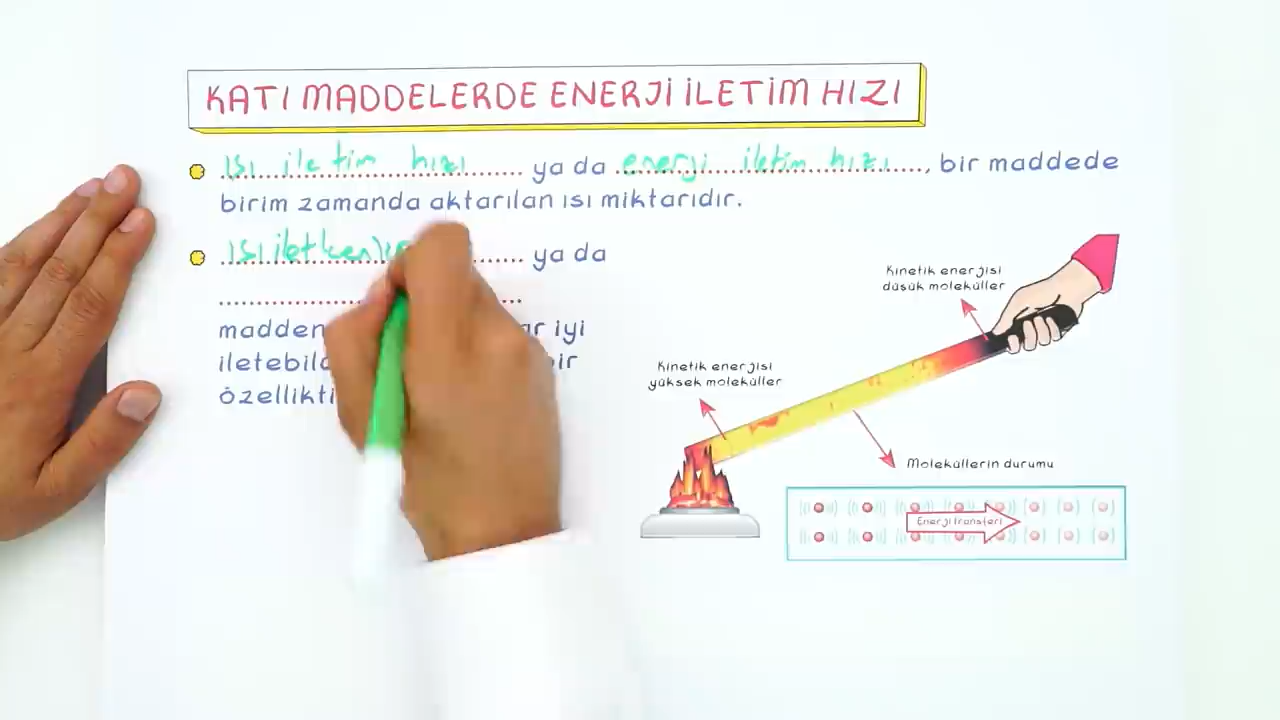 KATI MADDELERDE ENERJİ İLETİM HIZI
ısı iletim hızı ya da enerji iletim hızı, bir maddede
birim zamanda aktarılan ısı miktarıdır.
ya da
iyi
Kinetik enerjisi
düşük moleküller
Kinetik enerjisi
yüksek moleküller
Moleküllerin durumu
Enerji transferi